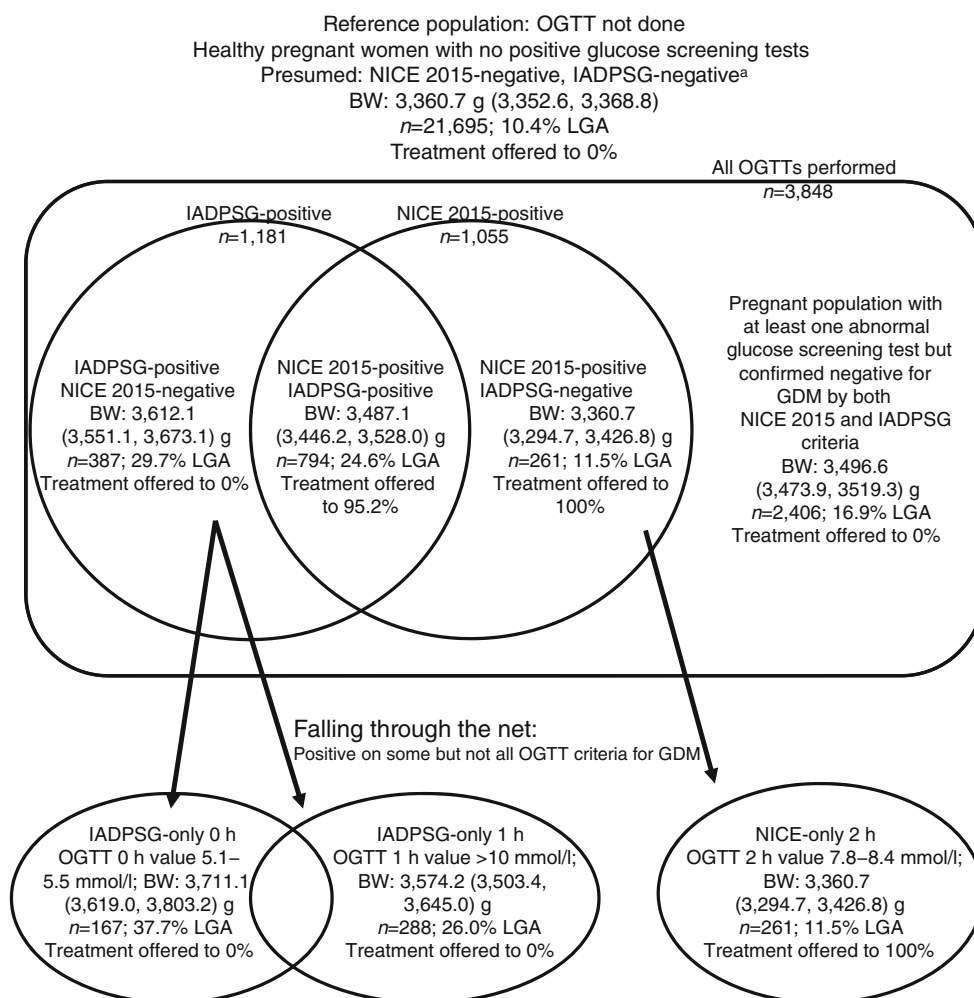 Reference population: OGTT not done
Healthy pregnant women with no positive glucose screening tests
Presumed: NICE 2015-negative, IADPSG-negativeᵃ
BW: 3,360.7 g (3,352.6, 3,368.8)
n=21,695; 10.4% LGA
Treatment offered to 0%
All OGTTs performed
n=3,848
IADPSG-positive
n=1,181
NICE 2015-positive
n=1,055
IADPSG-positive
NICE 2015-negative
BW: 3,612.1
(3,551.1, 3,673.1) g
n=387; 29.7% LGA
Treatment offered to 0%
NICE 2015-positive
IADPSG-positive
BW: 3,487.1
(3,446.2, 3,528.0) g
n=794; 24.6% LGA
Treatment offered
to 95.2%
NICE 2015-positive
IADPSG-negative
BW: 3,360.7
(3,294.7, 3,426.8) g
n=261; 11.5% LGA
Treatment offered to
100%
Pregnant population with
at least one abnormal
glucose screening test but
confirmed negative for
GDM by both
NICE 2015 and IADPSG
criteria
BW: 3,496.6
(3,473.9, 3519.3) g
n=2,406; 16.9% LGA
Treatment offered to 0%
Falling through the net:
Positive on some but not all OGTT criteria for GDM
IADPSG-only 0 h
OGTT 0 h value 5.1–
5.5 mmol/l; BW: 3,711.1
(3,619.0, 3,803.2) g
n=167; 37.7% LGA
Treatment offered to 0%
IADPSG-only 1 h
OGTT 1 h value >10 mmol/l;
BW: 3,574.2 (3,503.4,
3,645.0) g
n=288; 26.0% LGA
Treatment offered to 0%
NICE-only 2 h
OGTT 2 h value 7.8–8.4 mmol/l;
BW: 3,360.7
(3,294.7, 3,426.8) g
n=261; 11.5% LGA
Treatment offered to
100%